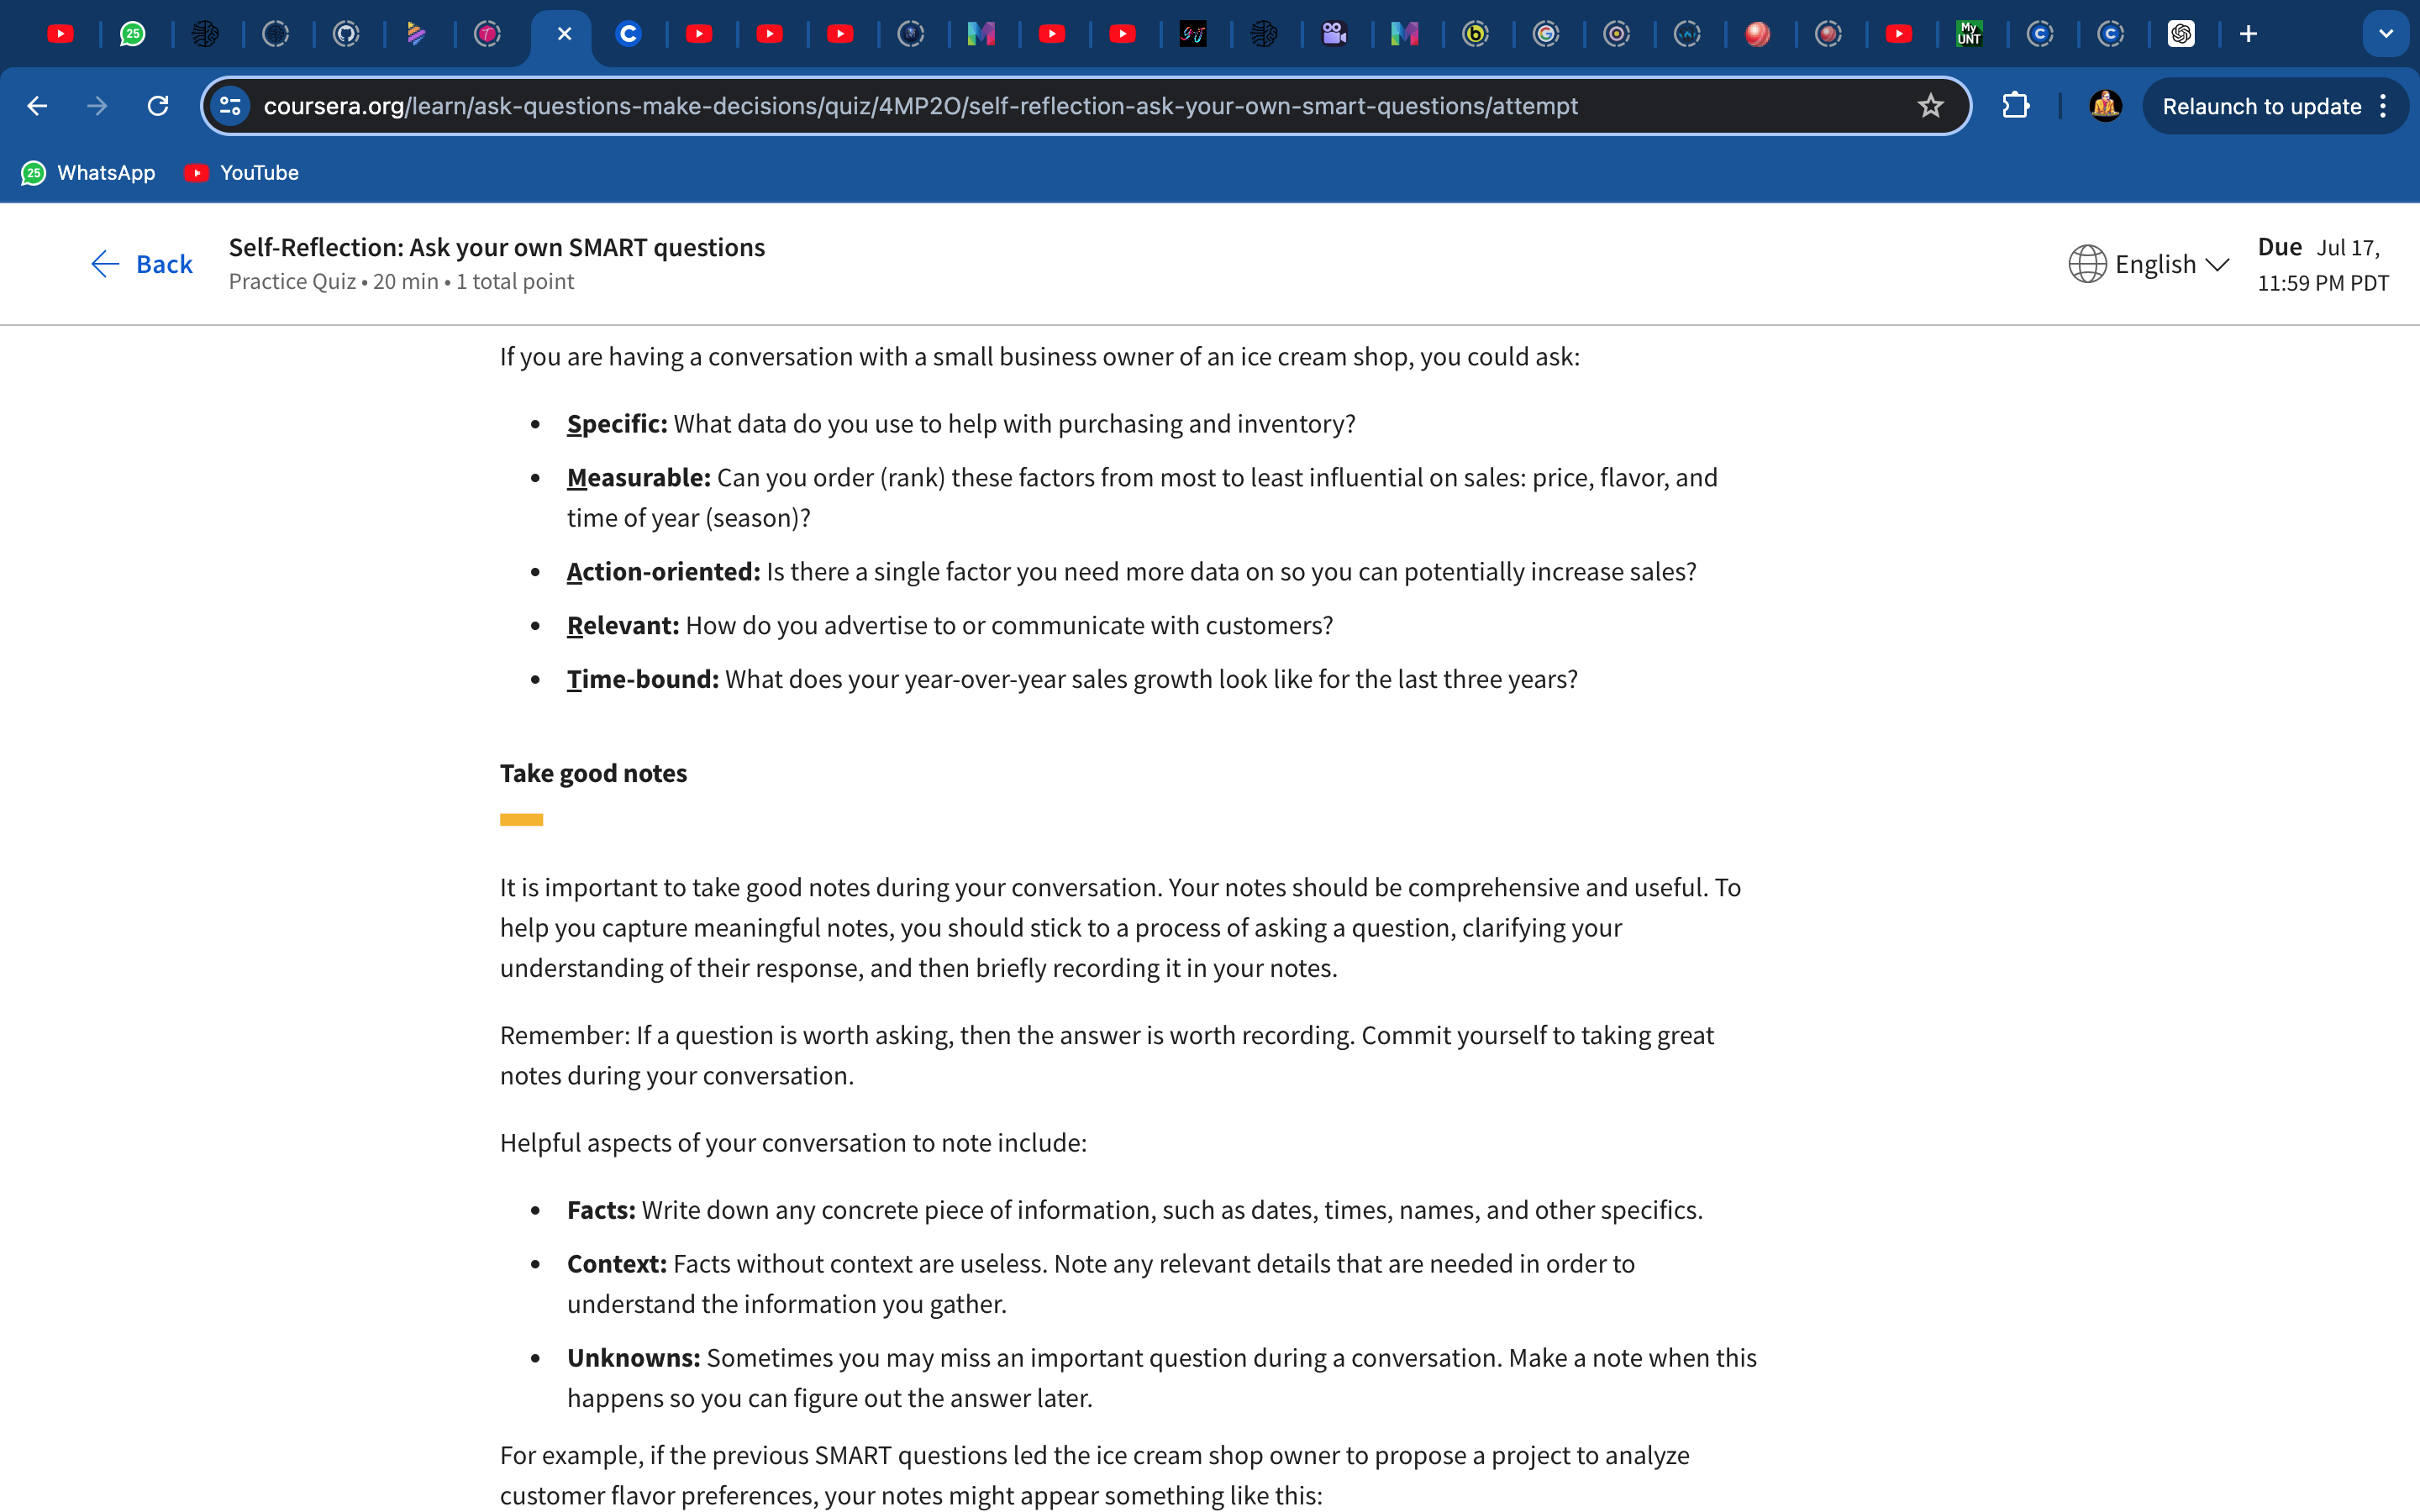 25
My
UNT
coursera.org/learn/ask-questions-make-decisions/quiz/4MP2O/self-reflection-ask-your-own-smart-questions/attempt
Relaunch to update
25 WhatsApp YouTube
Back
Self-Reflection: Ask your own SMART questions
Practice Quiz • 20 min • 1 total point
English
Due Jul 17,
11:59 PM PDT
If you are having a conversation with a small business owner of an ice cream shop, you could ask:
• Specific: What data do you use to help with purchasing and inventory?
• Measurable: Can you order (rank) these factors from most to least influential on sales: price, flavor, and
time of year (season)?
• Action-oriented: Is there a single factor you need more data on so you can potentially increase sales?
• Relevant: How do you advertise to or communicate with customers?
• Time-bound: What does your year-over-year sales growth look like for the last three years?
Take good notes
It is important to take good notes during your conversation. Your notes should be comprehensive and useful. To
help you capture meaningful notes, you should stick to a process of asking a question, clarifying your
understanding of their response, and then briefly recording it in your notes.
Remember: If a question is worth asking, then the answer is worth recording. Commit yourself to taking great
notes during your conversation.
Helpful aspects of your conversation to note include:
• Facts: Write down any concrete piece of information, such as dates, times, names, and other specifics.
• Context: Facts without context are useless. Note any relevant details that are needed in order to
understand the information you gather.
• Unknowns: Sometimes you may miss an important question during a conversation. Make a note when this
happens so you can figure out the answer later.
For example, if the previous SMART questions led the ice cream shop owner to propose a project to analyze
customer flavor preferences, your notes might appear something like this: